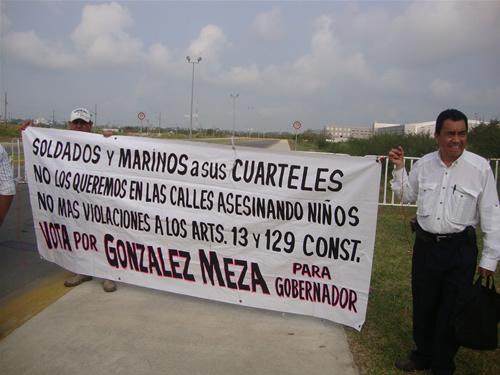 SOLDADOS Y MARINOS A SUS CUARTELES
NO LOS QUEREMOS EN LAS CALLES ASESINANDO NIÑOS
NO MAS VIOLACIONES A LOS ARTS. 13 Y 129 CONST.
VOTA POR GONZALEZ MEZA PARA GOBERNADOR